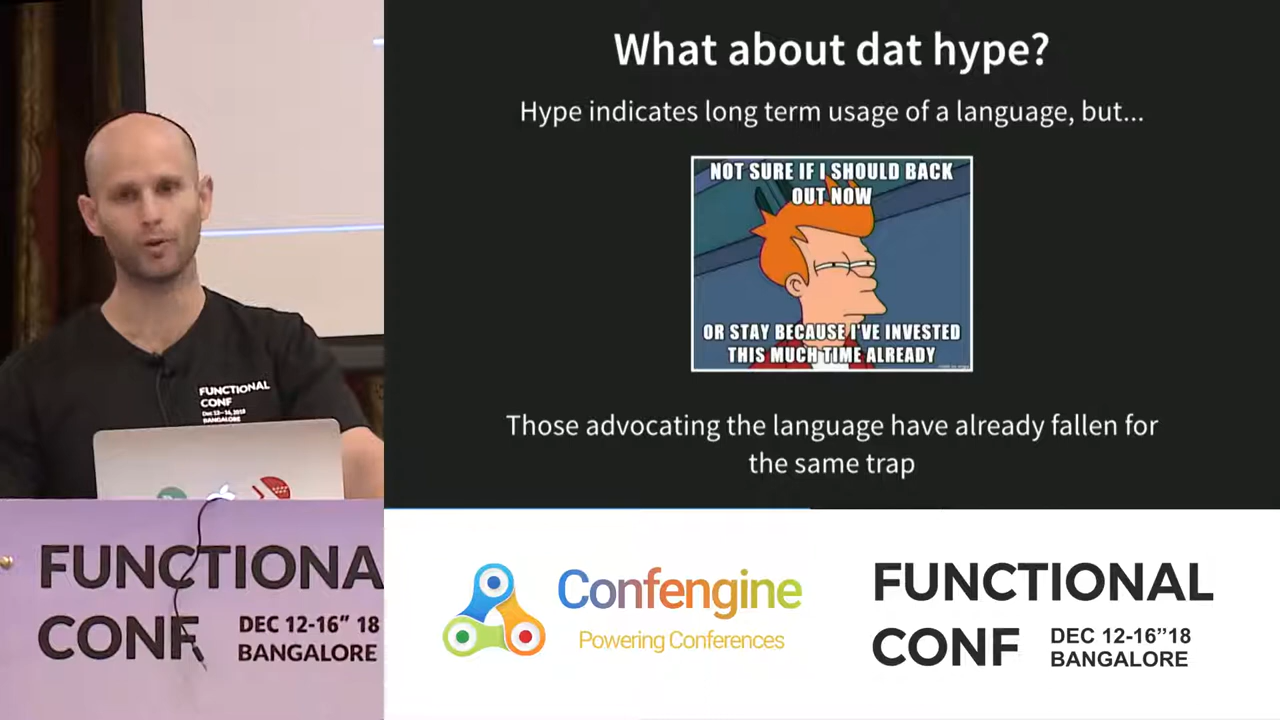 What about dat hype?
Hype indicates long term usage of a language, but...
NOT SURE IF I SHOULD BACK
OUT NOW
OR STAY BECAUSE I'VE INVESTED
THIS MUCH TIME ALREADY
Those advocating the language have already fallen for
the same trap
FUNCTIONAL
CONF
Dec 12-16, 2018
BANGALORE
FUNCTIONA
CONF
DEC 12-16” 18
BANGALORE
Confengine
Powering Conferences
FUNCTIONAL
CONF
DEC 12-16”18
BANGALORE